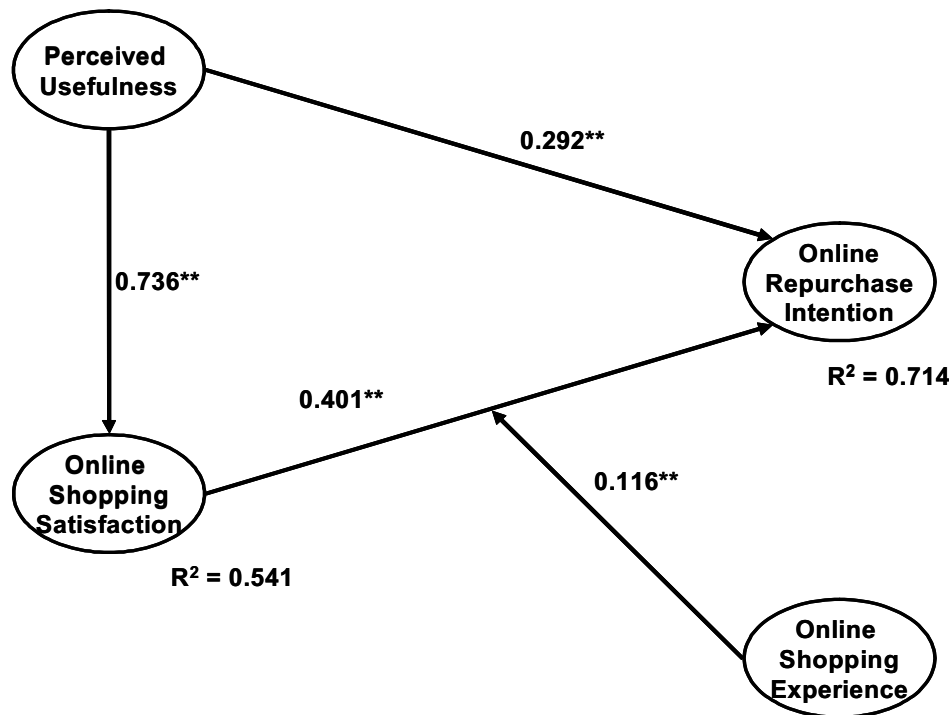 Perceived
Usefulness
0.292**
Online
Repurchase
Intention
0.736**
R² = 0.714
0.401**
Online
Shopping
Satisfaction
0.116**
R² = 0.541
Online
Shopping
Experience